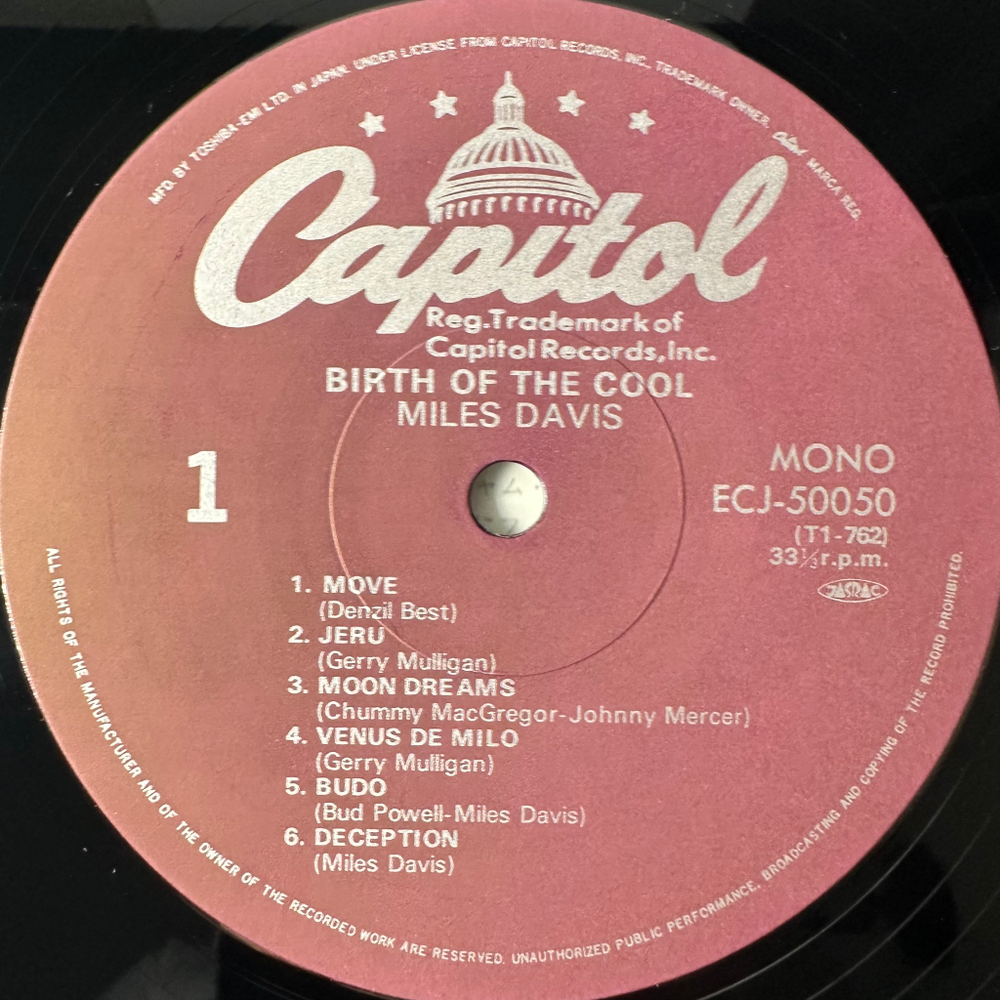 MFD. BY TOSHIBA-EMI LTD. IN JAPAN. UNDER LICENSE FROM CAPITOL RECORDS, INC., TRADEMARK OWNER. Capitol MARCA REG.
Capitol
Reg.Trademark of
Capitol Records,Inc.
BIRTH OF THE COOL
MILES DAVIS
1
MONO
ECJ-50050
(T1-762)
33⅓r.p.m.
JASRAC
1. MOVE
(Denzil Best)
2. JERU
(Gerry Mulligan)
3. MOON DREAMS
(Chummy MacGregor-Johnny Mercer)
4. VENUS DE MILO
(Gerry Mulligan)
5. BUDO
(Bud Powell-Miles Davis)
6. DECEPTION
(Miles Davis)
ALL RIGHTS OF THE MANUFACTURER AND OF THE OWNER OF THE RECORDED WORK ARE RESERVED. UNAUTHORIZED PUBLIC PERFORMANCE, BROADCASTING AND COPYING OF THE RECORD PROHIBITED.